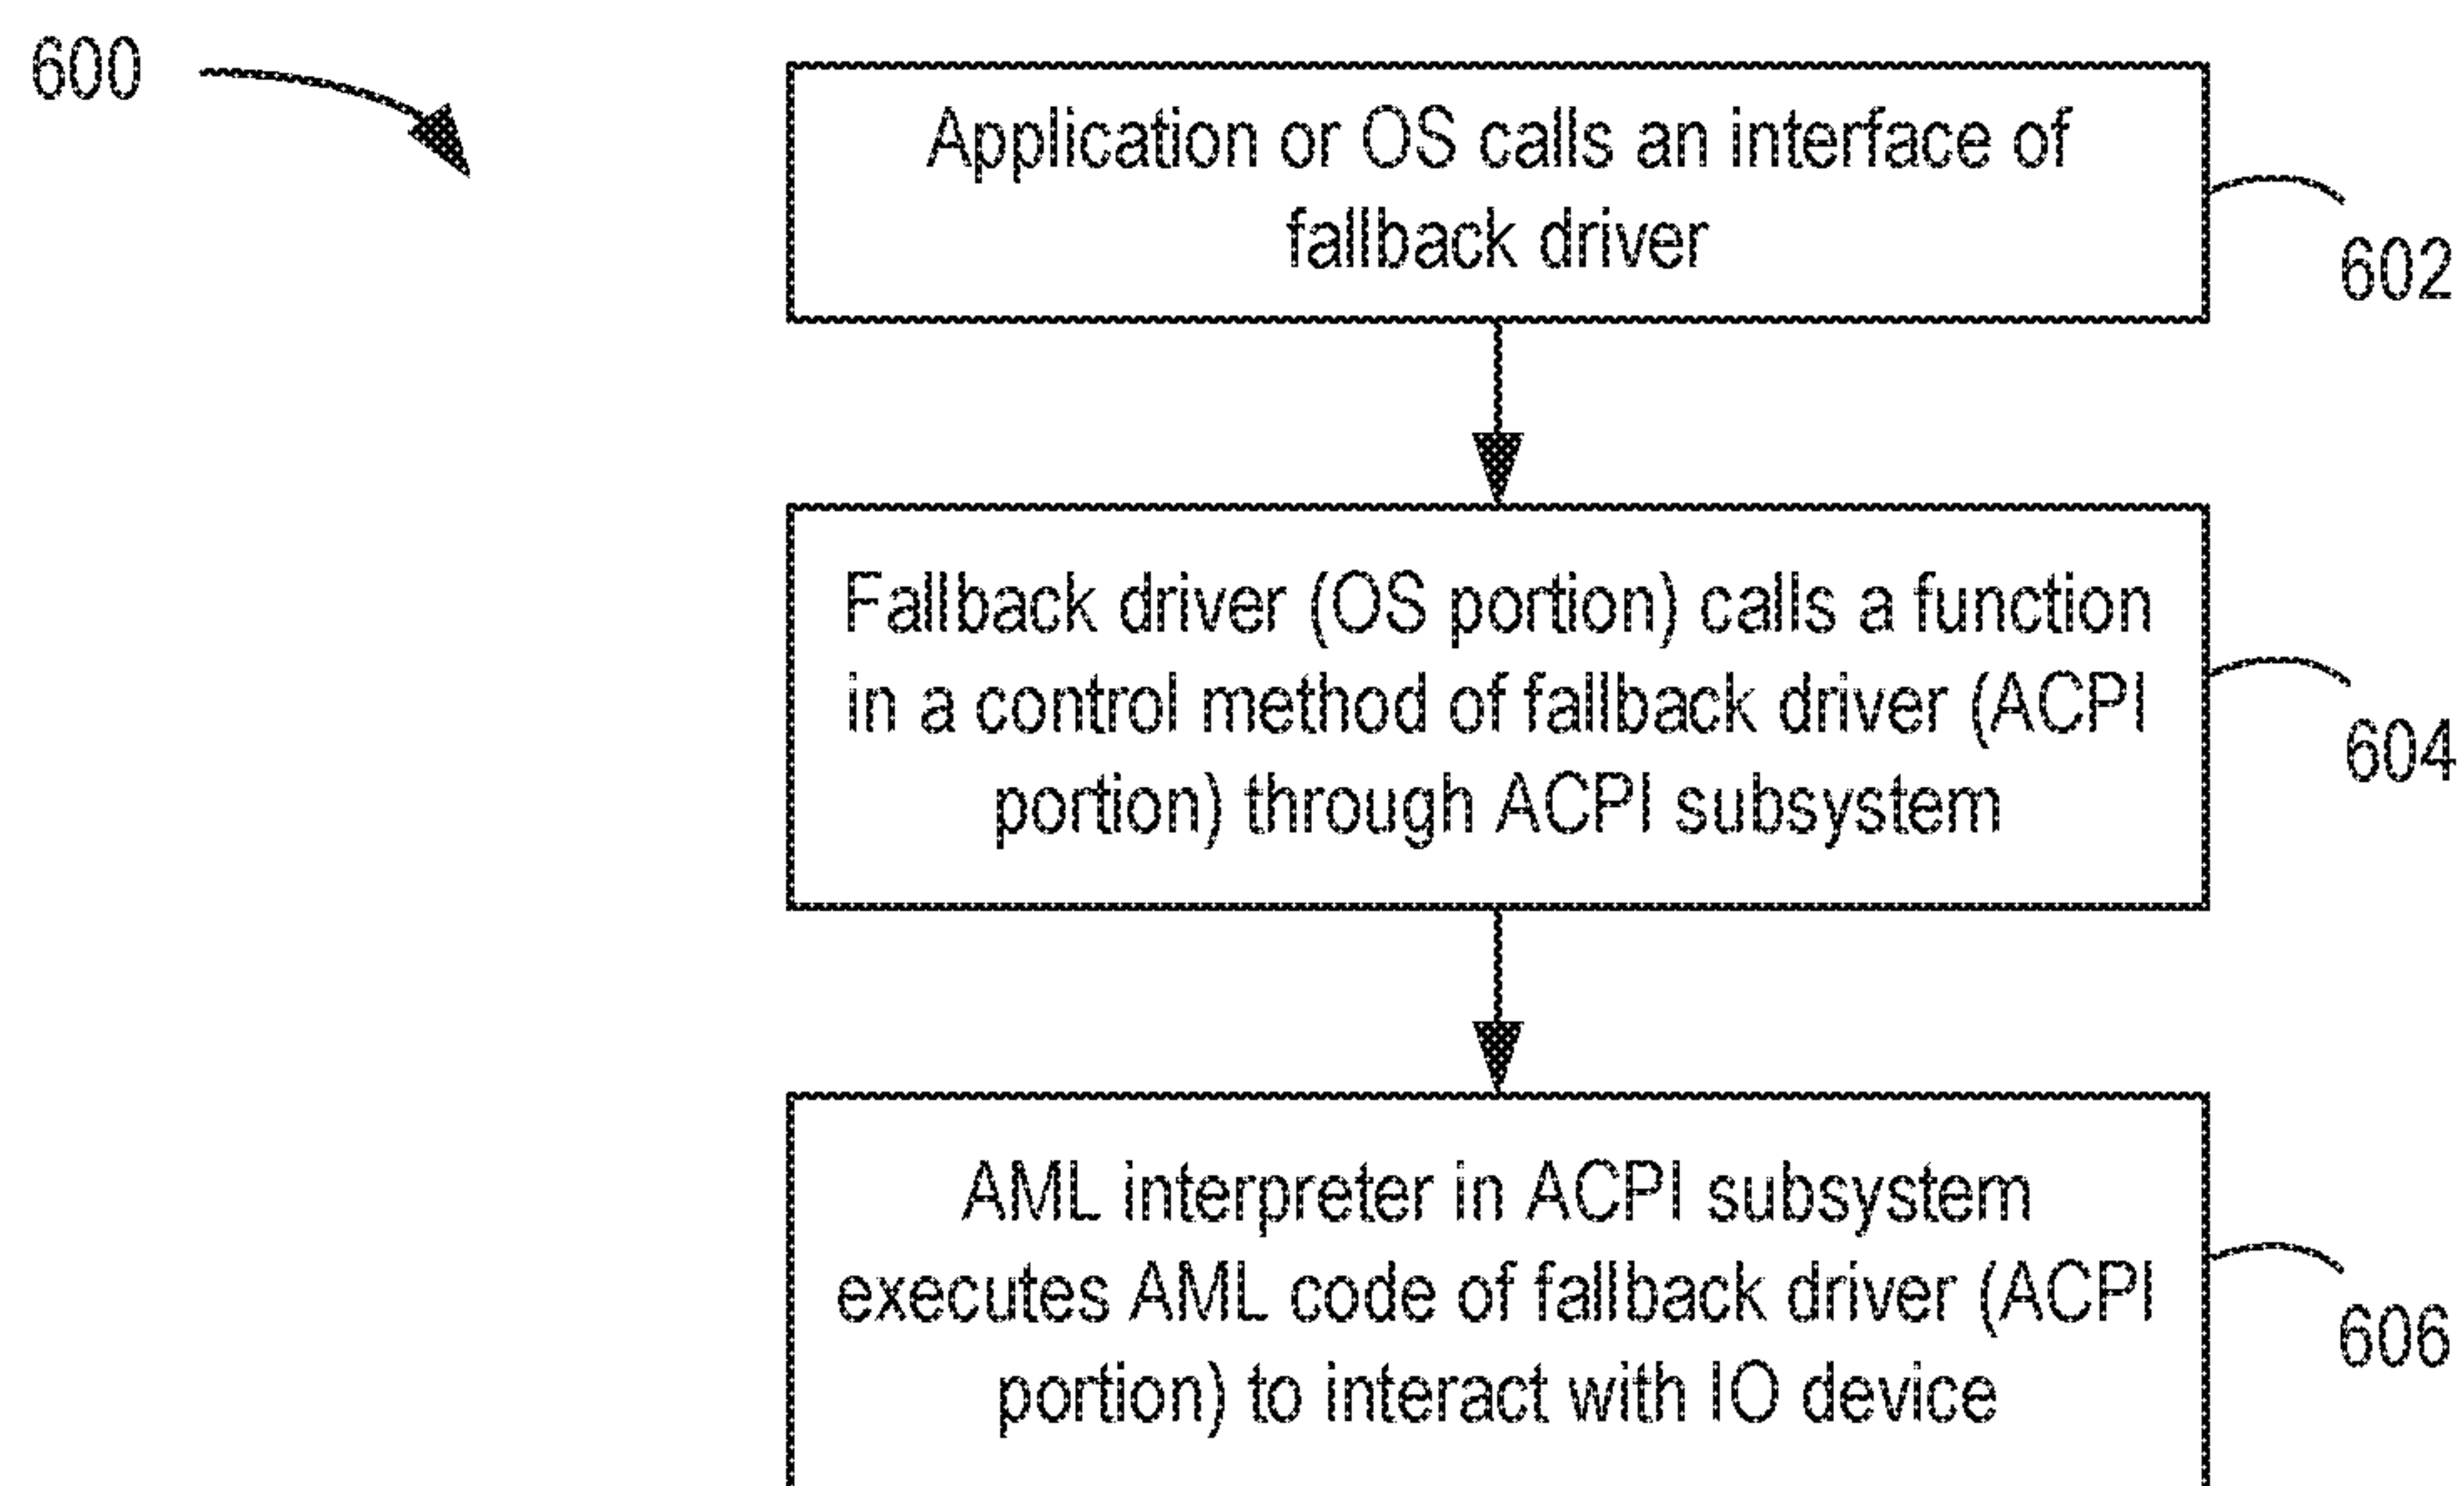 600
Application or OS calls an interface of
fallback driver
602
Fallback driver (OS portion) calls a function
in a control method of fallback driver (ACPI
portion) through ACPI subsystem
604
AML interpreter in ACPI subsystem
executes AML code of fallback driver (ACPI
portion) to interact with IO device
606